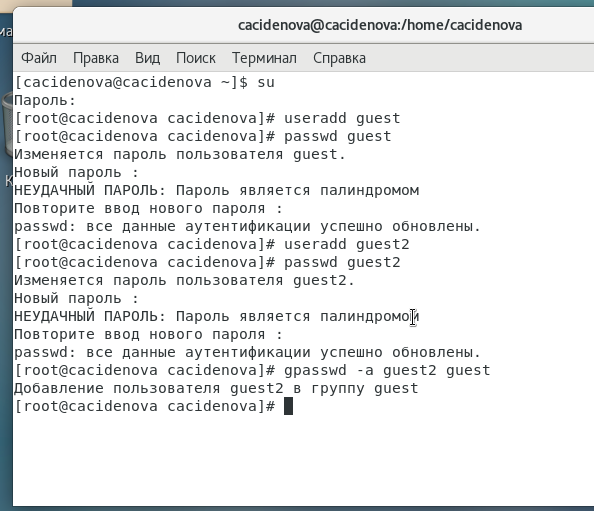 cacidenova@cacidenova:/home/cacidenova
Файл Правка Вид Поиск Терминал Справка
[cacidenova@cacidenova ~]$ su
Пароль:
[root@cacidenova cacidenova]# useradd guest
[root@cacidenova cacidenova]# passwd guest
Изменяется пароль пользователя guest.
Новый пароль :
НЕУДАЧНЫЙ ПАРОЛЬ: Пароль является палиндромом
Повторите ввод нового пароля :
passwd: все данные аутентификации успешно обновлены.
[root@cacidenova cacidenova]# useradd guest2
[root@cacidenova cacidenova]# passwd guest2
Изменяется пароль пользователя guest2.
Новый пароль :
НЕУДАЧНЫЙ ПАРОЛЬ: Пароль является палиндромом
Повторите ввод нового пароля :
passwd: все данные аутентификации успешно обновлены.
[root@cacidenova cacidenova]# gpasswd -a guest2 guest
Добавление пользователя guest2 в группу guest
[root@cacidenova cacidenova]#